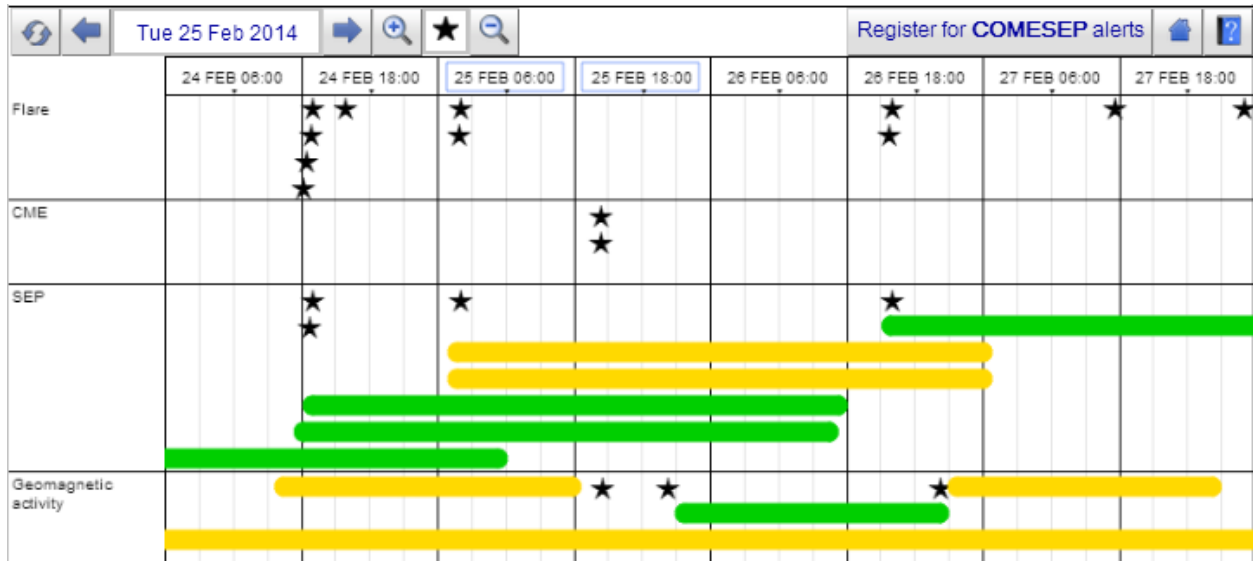 Tue 25 Feb 2014
Register for COMESEP alerts
?
24 FEB 06:00
24 FEB 18:00
25 FEB 06:00
25 FEB 18:00
26 FEB 06:00
26 FEB 18:00
27 FEB 06:00
27 FEB 18:00
Flare
CME
SEP
Geomagnetic
activity